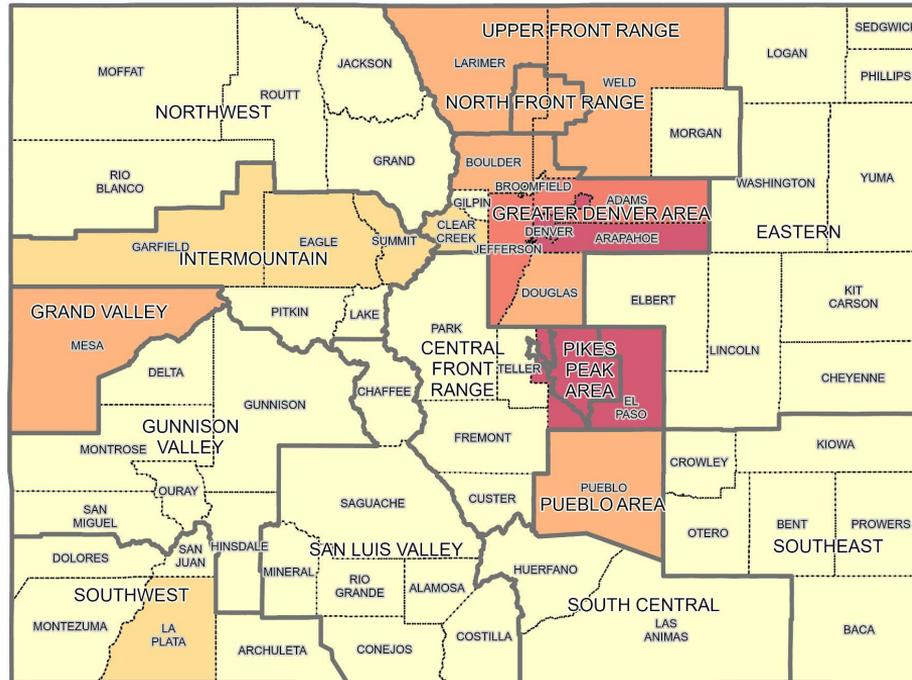 UPPER FRONT RANGE
SEDGWICK
LOGAN
MOFFAT
JACKSON
LARIMER
WELD
PHILLIPS
ROUTT
NORTHWEST
NORTH FRONT RANGE
MORGAN
GRAND
BOULDER
RIO
BLANCO
BROOMFIELD
WASHINGTON
YUMA
GILPIN
ADAMS
GREATER DENVER AREA
CLEAR
CREEK
DENVER
ARAPAHOE
EASTERN
GARFIELD
EAGLE
SUMMIT
JEFFERSON
INTERMOUNTAIN
DOUGLAS
ELBERT
KIT
CARSON
GRAND VALLEY
PITKIN
LAKE
MESA
PARK
CENTRAL
FRONT
RANGE
PIKES
PEAK
AREA
LINCOLN
DELTA
TELLER
CHEYENNE
CHAFFEE
GUNNISON
EL
PASO
GUNNISON
VALLEY
MONTROSE
FREMONT
KIOWA
CROWLEY
OURAY
PUEBLO
CUSTER
SAGUACHE
PUEBLO AREA
SAN
MIGUEL
OTERO
BENT
PROWERS
SOUTHEAST
DOLORES
SAN
JUAN
HINSDALE
SAN LUIS VALLEY
MINERAL
RIO
GRANDE
ALAMOSA
HUERFANO
SOUTHWEST
SOUTH CENTRAL
MONTEZUMA
LA
PLATA
LAS
ANIMAS
COSTILLA
BACA
ARCHULETA
CONEJOS